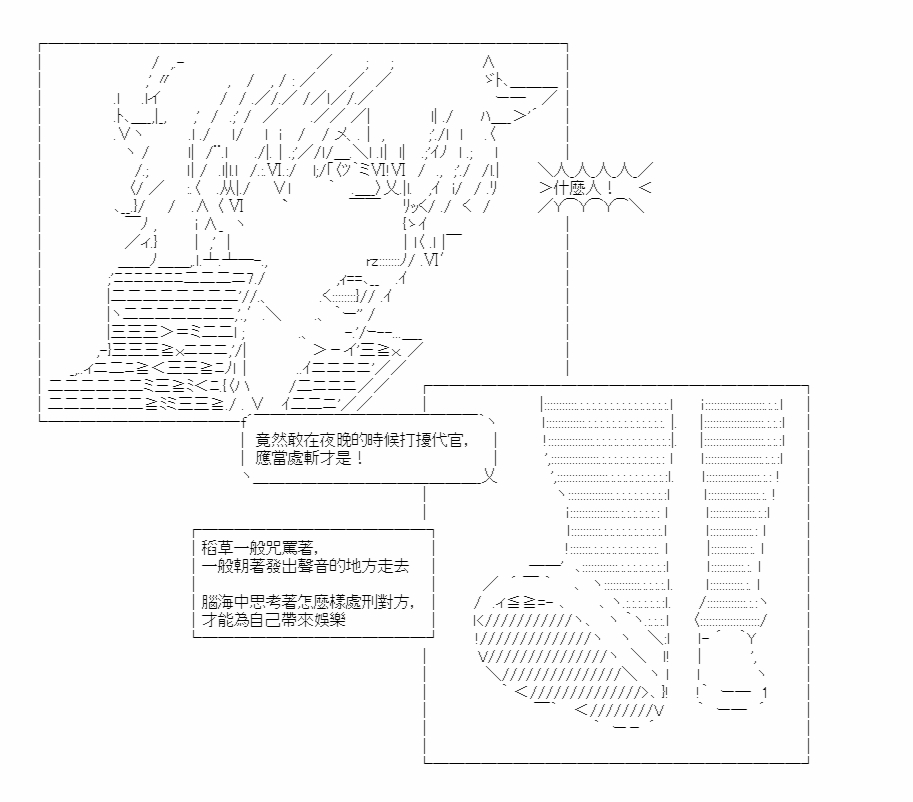 什麼人！
竟然敢在夜晚的時候打擾代官，
應當處斬才是！
稻草一般咒罵著，
一般朝著發出聲音的地方走去
腦海中思考著怎麼樣處刑對方，
才能為自己帶來娛樂